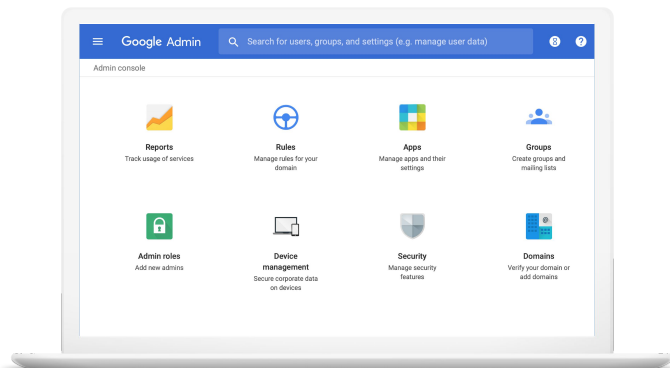 Google Admin
Search for users, groups, and settings (e.g. manage user data)
8
?
Admin console
Reports
Track usage of services
Rules
Manage rules for your
domain
Apps
Manage apps and their
settings
Groups
Create groups and
mailing lists
Admin roles
Add new admins
Device
management
Secure corporate data
on devices
Security
Manage security
features
Domains
Verify your domain or
add domains